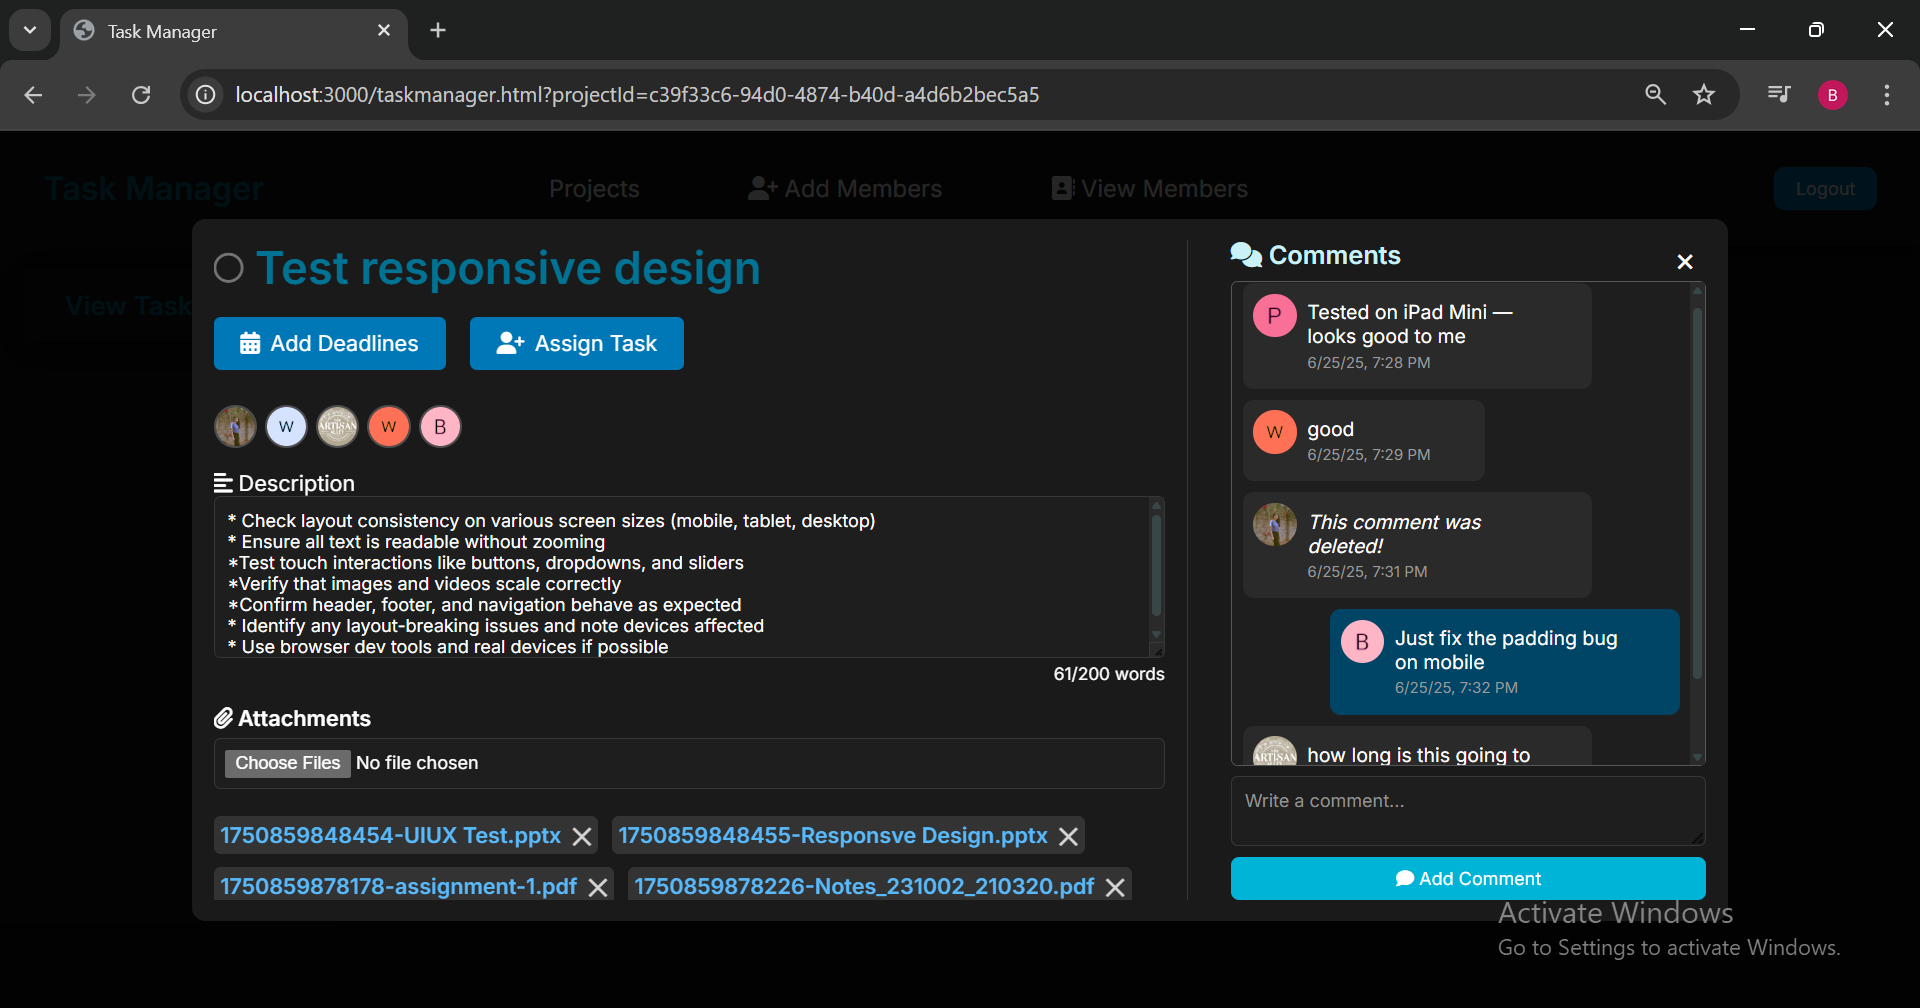 Task Manager
localhost:3000/taskmanager.html?projectId=c39f33c6-94d0-4874-b40d-a4d6b2bec5a5
B
Task Manager
Projects
Add Members
View Members
Logout
View Task
Test responsive design
Add Deadlines
Assign Task
W
ARTISAN
W
B
Description
* Check layout consistency on various screen sizes (mobile, tablet, desktop)
* Ensure all text is readable without zooming
*Test touch interactions like buttons, dropdowns, and sliders
*Verify that images and videos scale correctly
*Confirm header, footer, and navigation behave as expected
* Identify any layout-breaking issues and note devices affected
* Use browser dev tools and real devices if possible
61/200 words
Attachments
Choose Files No file chosen
1750859848454-UIUX Test.pptx
1750859848455-Responsve Design.pptx
1750859878178-assignment-1.pdf
1750859878226-Notes_231002_210320.pdf
Comments
P
Tested on iPad Mini —
looks good to me
6/25/25, 7:28 PM
W
good
6/25/25, 7:29 PM
This comment was
deleted!
6/25/25, 7:31 PM
B
Just fix the padding bug
on mobile
6/25/25, 7:32 PM
ARTISAN
how long is this going to
Write a comment...
Add Comment
Activate Windows
Go to Settings to activate Windows.